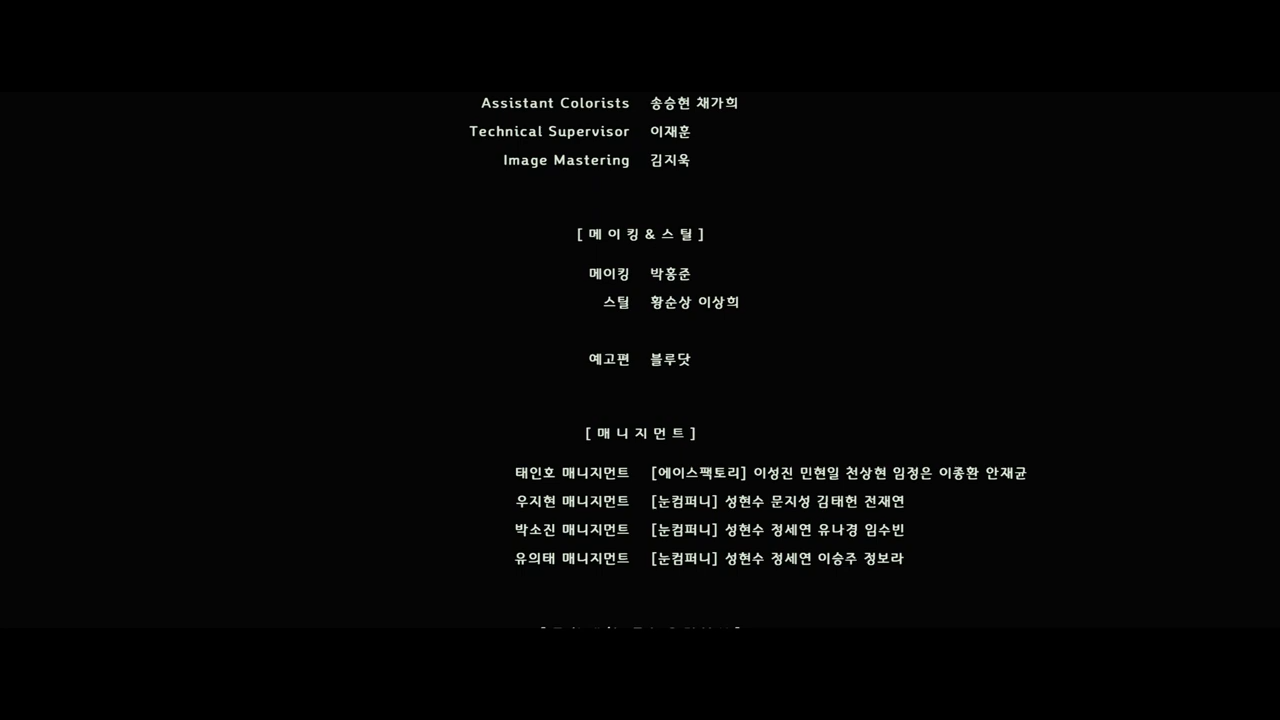 Assistant Colorists 송승현 채가희
Technical Supervisor 이재훈
Image Mastering 김지욱
[ 메 이 킹 & 스 틸 ]
메이킹 박홍준
스틸 황순상 이상희
예고편 블루닷
[ 매 니 지 먼 트 ]
태인호 매니지먼트 [에이스팩토리] 이성진 민현일 천상현 임정은 이종환 안재균
우지현 매니지먼트 [눈컴퍼니] 성현수 문지성 김태헌 전재연
박소진 매니지먼트 [눈컴퍼니] 성현수 정세연 유나경 임수빈
유의태 매니지먼트 [눈컴퍼니] 성현수 정세연 이승주 정보라